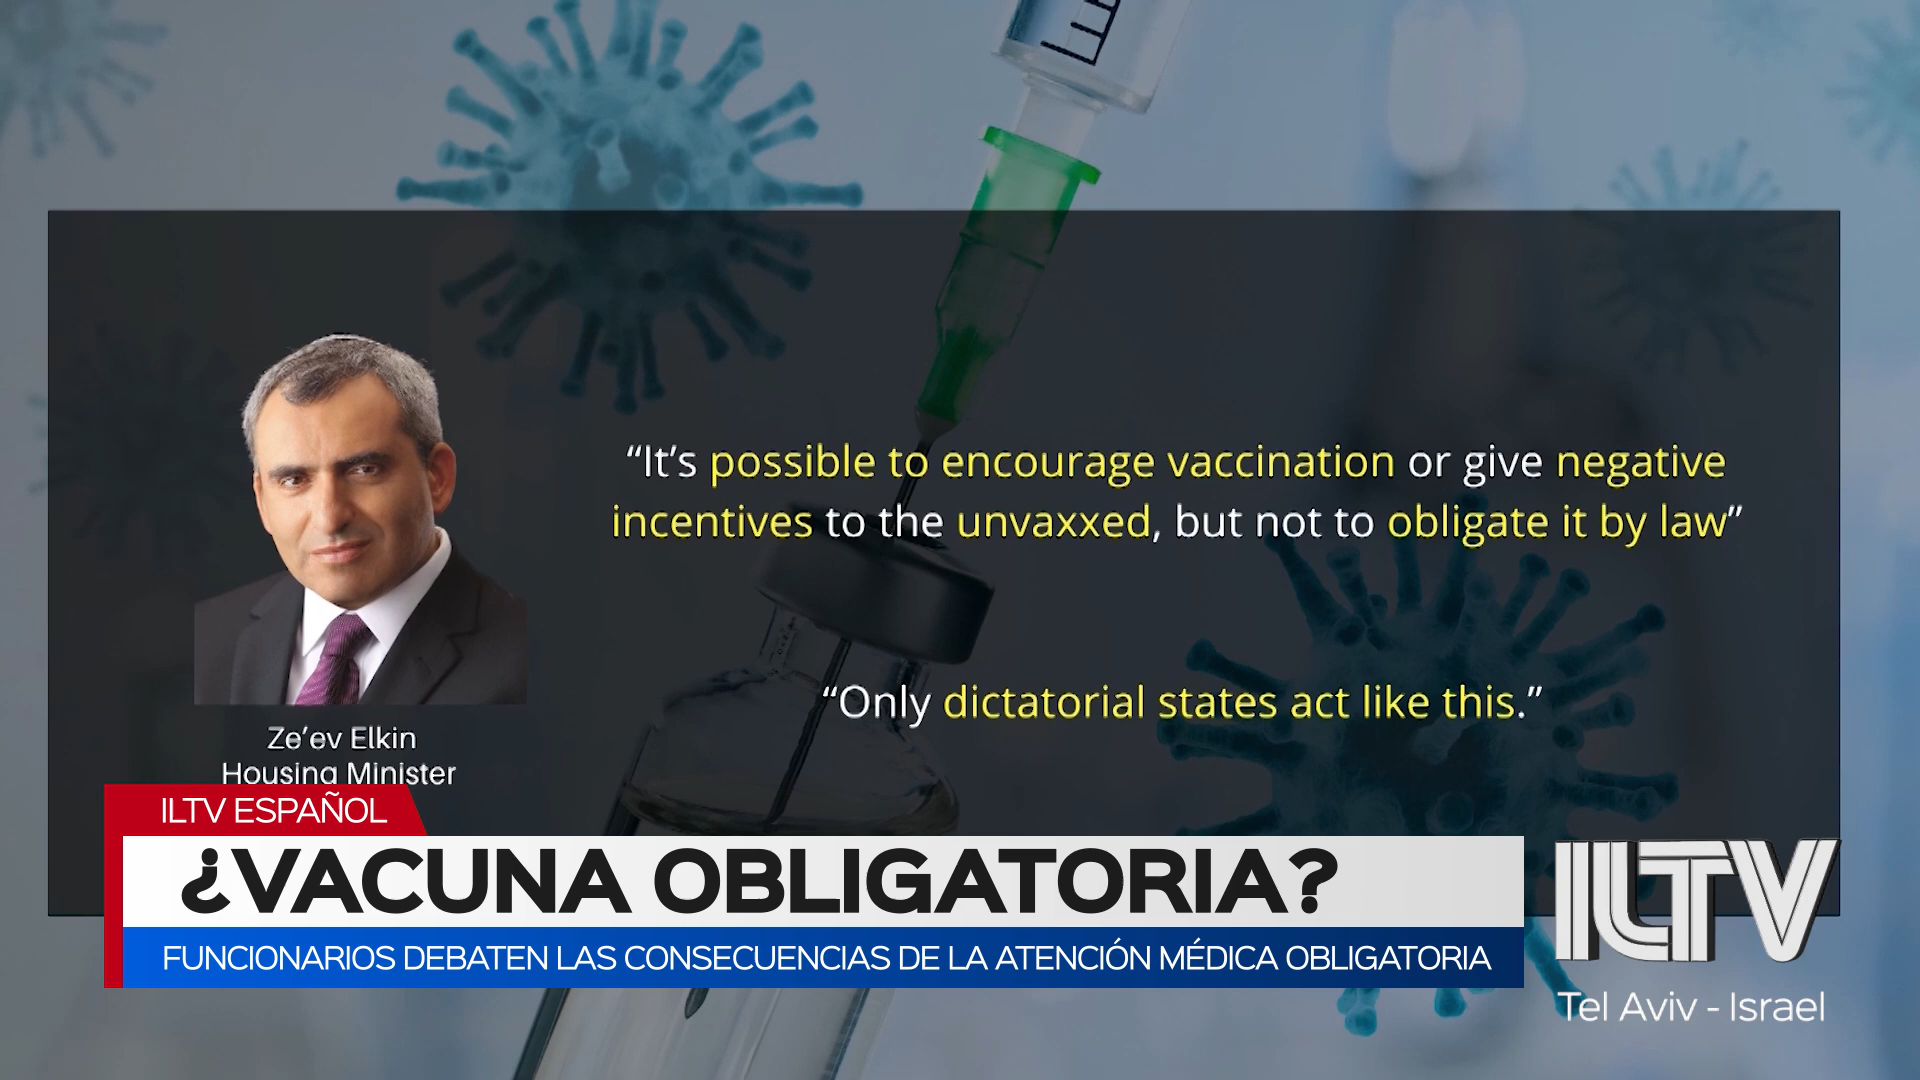 “It’s possible to encourage vaccination or give negative
incentives to the unvaxxed, but not to obligate it by law”
“Only dictatorial states act like this.”
Ze’ev Elkin
Housing Minister
ILTV ESPAÑOL
¿VACUNA OBLIGATORIA?
FUNCIONARIOS DEBATEN LAS CONSECUENCIAS DE LA ATENCIÓN MÉDICA OBLIGATORIA
ILTV
Tel Aviv - Israel